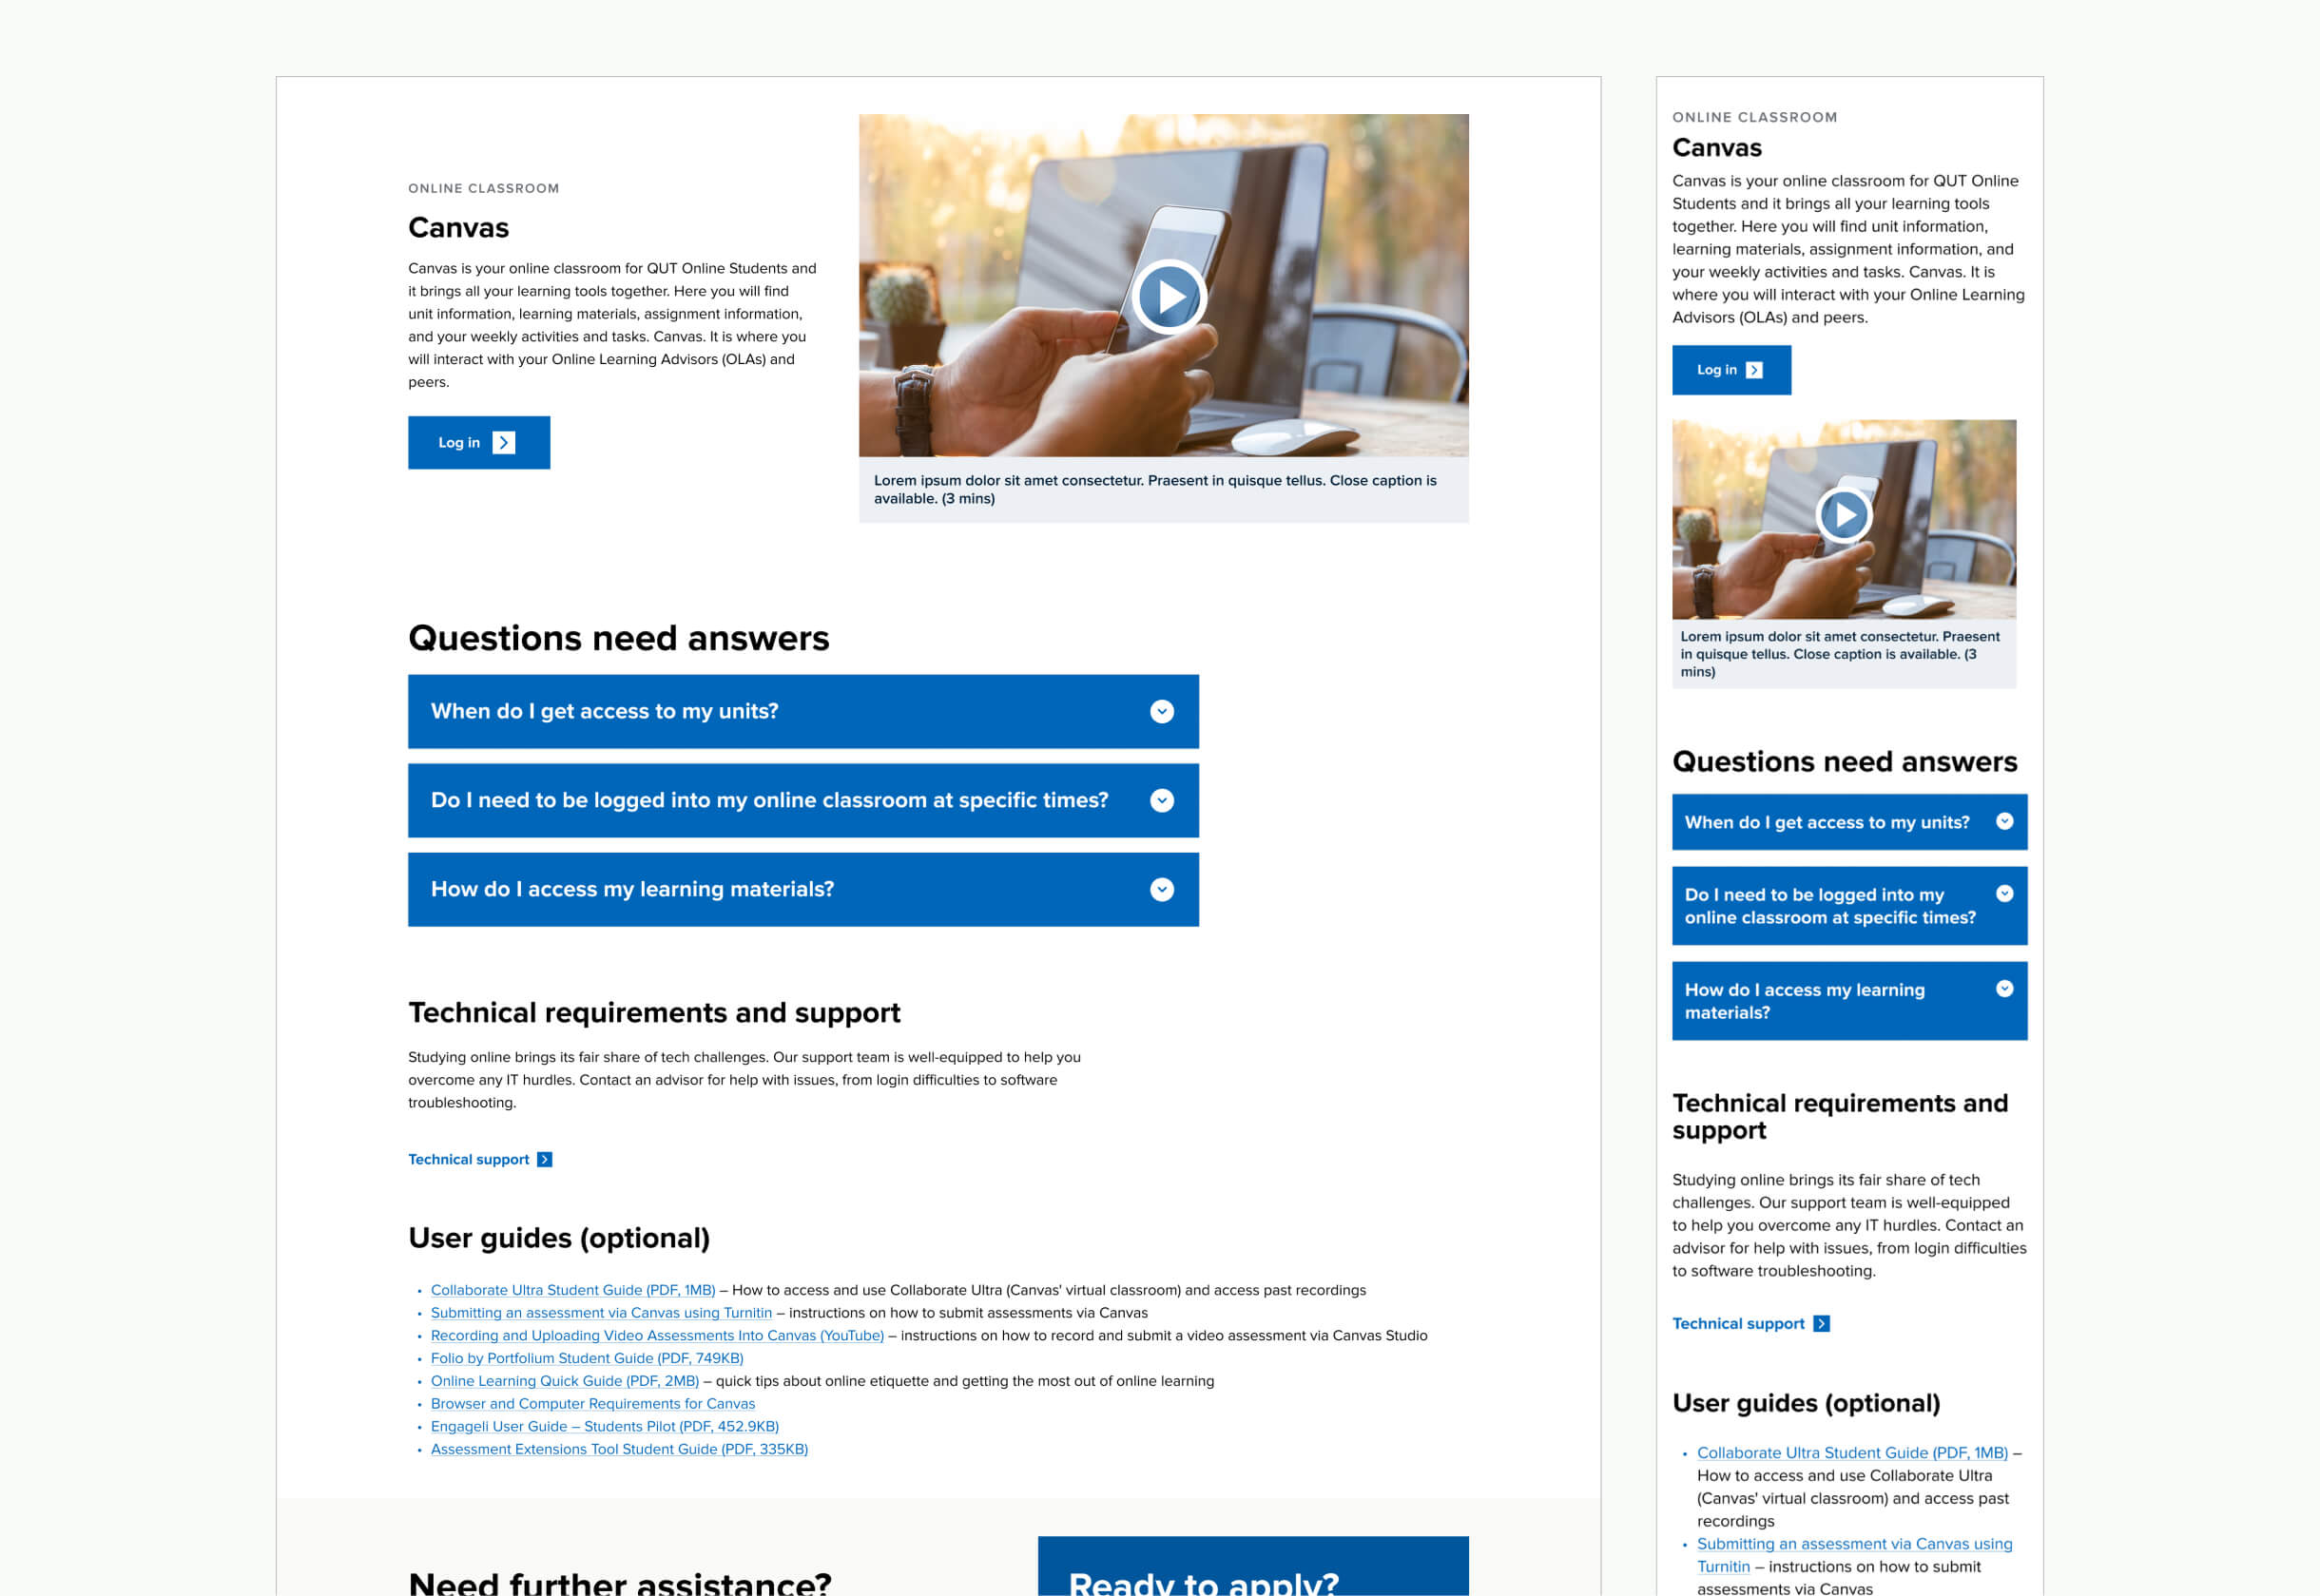 ONLINE CLASSROOM
Canvas
Canvas is your online classroom for QUT Online Students and
it brings all your learning tools together. Here you will find
unit information, learning materials, assignment information,
and your weekly activities and tasks. Canvas. It is where you
will interact with your Online Learning Advisors (OLAs) and
peers.
Log in
Lorem ipsum dolor sit amet consectetur. Praesent in quisque tellus. Close caption is
available. (3 mins)
Questions need answers
When do I get access to my units?
Do I need to be logged into my online classroom at specific times?
How do I access my learning materials?
Technical requirements and support
Studying online brings its fair share of tech challenges. Our support team is well-equipped to help you
overcome any IT hurdles. Contact an advisor for help with issues, from login difficulties to software
troubleshooting.
Technical support
User guides (optional)
• Collaborate Ultra Student Guide (PDF, 1MB) – How to access and use Collaborate Ultra (Canvas' virtual classroom) and access past recordings
• Submitting an assessment via Canvas using Turnitin – instructions on how to submit assessments via Canvas
• Recording and Uploading Video Assessments Into Canvas (YouTube) – instructions on how to record and submit a video assessment via Canvas Studio
• Folio by Portfolium Student Guide (PDF, 749KB)
• Online Learning Quick Guide (PDF, 2MB) – quick tips about online etiquette and getting the most out of online learning
• Browser and Computer Requirements for Canvas
• Engageli User Guide – Students Pilot (PDF, 452.9KB)
• Assessment Extensions Tool Student Guide (PDF, 335KB)
Need further assistance?
Ready to apply?
ONLINE CLASSROOM
Canvas
Canvas is your online classroom for QUT Online
Students and it brings all your learning tools
together. Here you will find unit information,
learning materials, assignment information, and
your weekly activities and tasks. Canvas. It is
where you will interact with your Online Learning
Advisors (OLAs) and peers.
Log in
Lorem ipsum dolor sit amet consectetur. Praesent
in quisque tellus. Close caption is available. (3
mins)
Questions need answers
When do I get access to my units?
Do I need to be logged into my
online classroom at specific times?
How do I access my learning
materials?
Technical requirements and
support
Studying online brings its fair share of tech
challenges. Our support team is well-equipped
to help you overcome any IT hurdles. Contact an
advisor for help with issues, from login difficulties
to software troubleshooting.
Technical support
User guides (optional)
• Collaborate Ultra Student Guide (PDF, 1MB) –
How to access and use Collaborate Ultra
(Canvas' virtual classroom) and access past
recordings
• Submitting an assessment via Canvas using
Turnitin – instructions on how to submit
assessments via Canvas